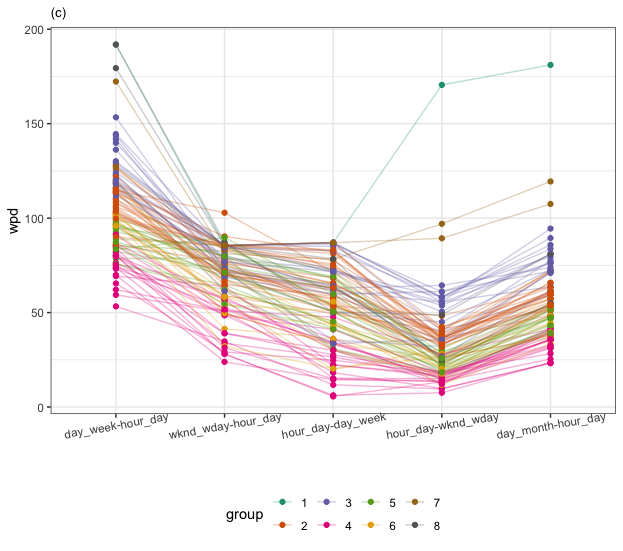 (c)
200
150
100
50
0
wpd
day_week-hour_day
wknd_wday-hour_day
hour_day-day_week
hour_day-wknd_wday
day_month-hour_day
group
1 3 5 7
2 4 6 8